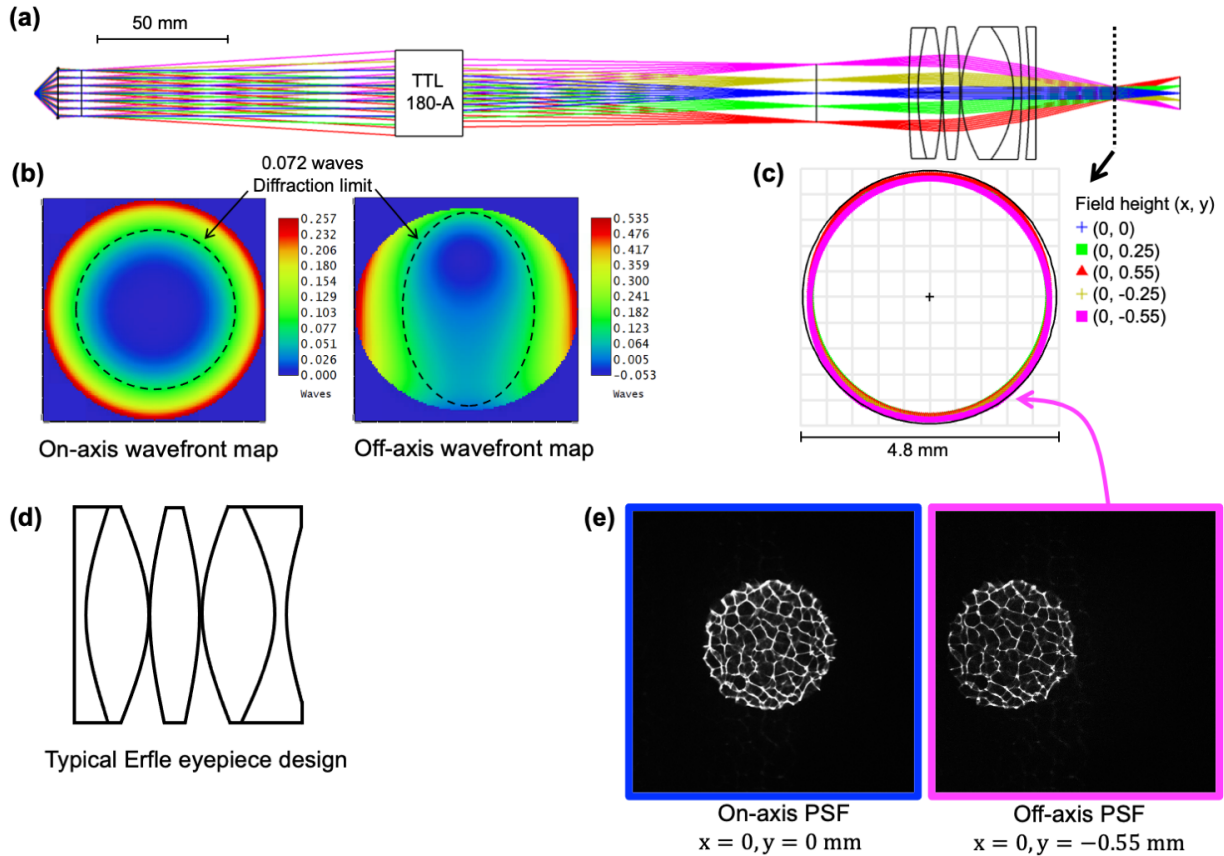 (a)
50 mm
TTL
180-A
(b)
0.072 waves
Diffraction limit
0.257
0.232
0.206
0.180
0.154
0.129
0.103
0.077
0.051
0.026
0.000
Waves
On-axis wavefront map
0.535
0.476
0.417
0.359
0.300
0.241
0.182
0.123
0.064
0.005
-0.053
Waves
Off-axis wavefront map
(c)
4.8 mm
Field height (x, y)
(0, 0)
(0, 0.25)
(0, 0.55)
(0, -0.25)
(0, -0.55)
(d)
Typical Erfle eyepiece design
(e)
On-axis PSF
x = 0, y = 0 mm
Off-axis PSF
x = 0, y = −0.55 mm